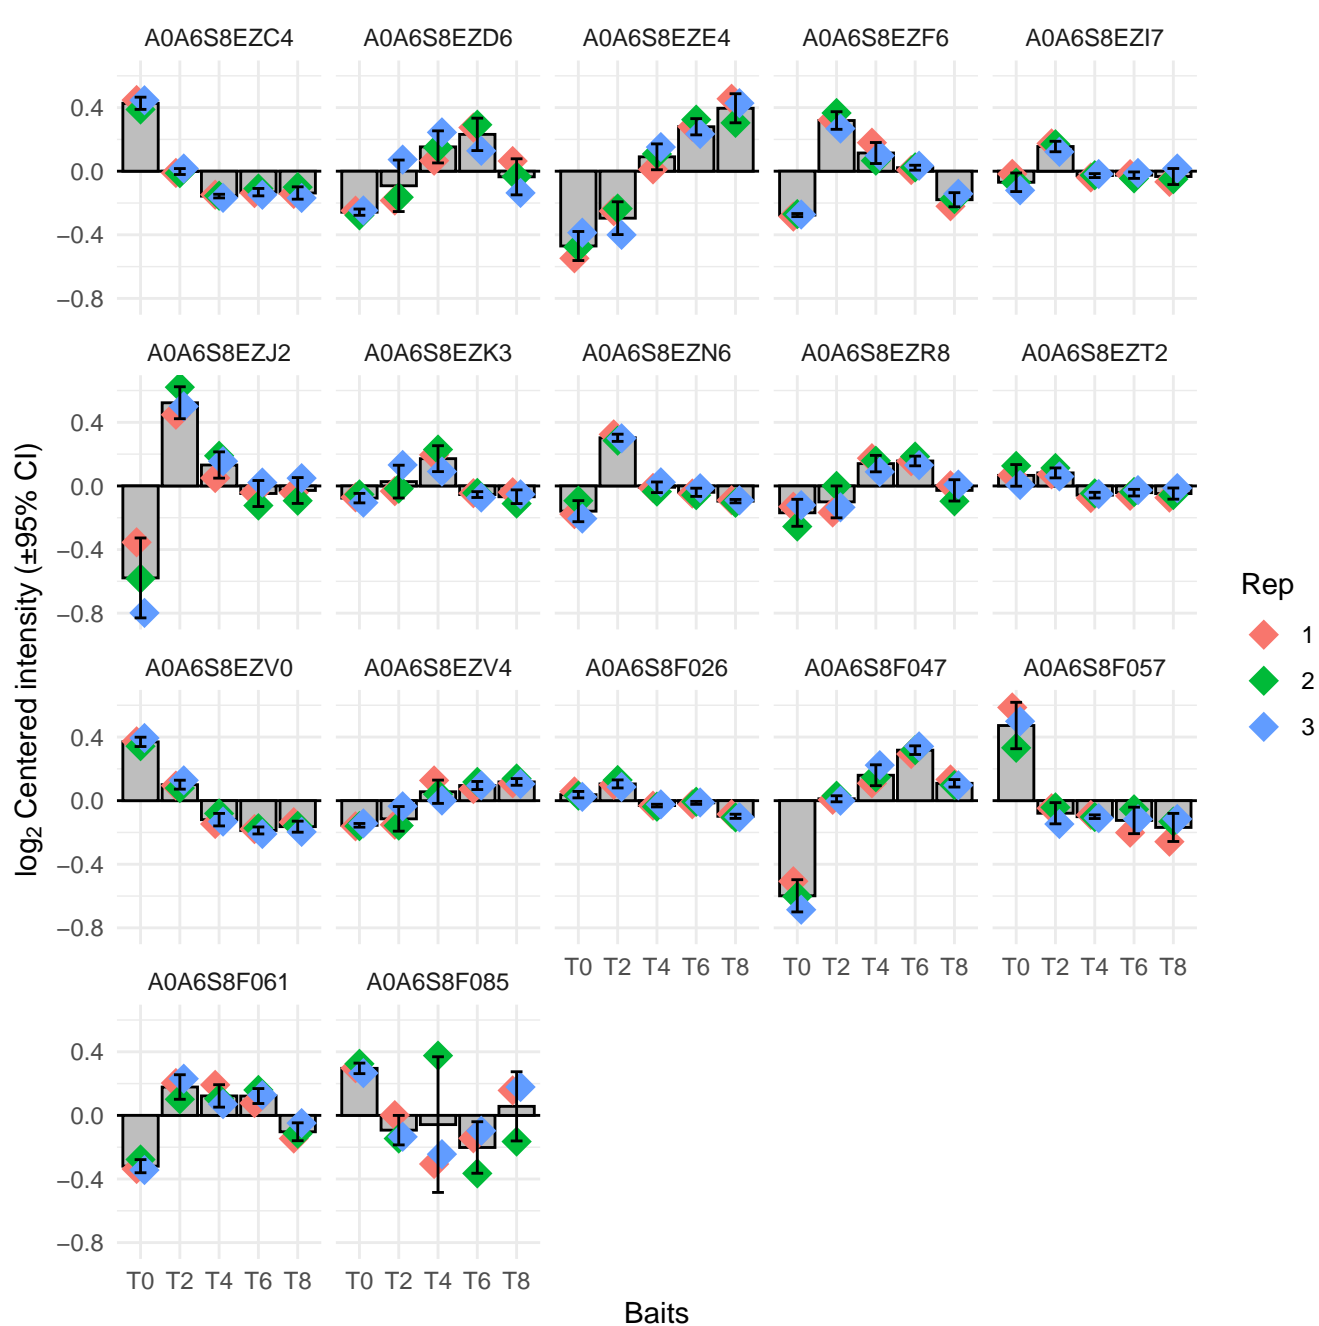 A0A6S8EZC4 A0A6S8EZD6 A0A6S8EZE4 A0A6S8EZF6 A0A6S8EZI7
0.4
0.0
−0.4
−0.8
A0A6S8EZJ2 A0A6S8EZK3 A0A6S8EZN6 A0A6S8EZR8 A0A6S8EZT2
0.4
0.0
−0.4
−0.8
A0A6S8EZV0 A0A6S8EZV4 A0A6S8F026 A0A6S8F047 A0A6S8F057
0.4
0.0
−0.4
−0.8
T0 T2 T4 T6 T8 T0 T2 T4 T6 T8 T0 T2 T4 T6 T8
A0A6S8F061 A0A6S8F085
0.4
0.0
−0.4
−0.8
T0 T2 T4 T6 T8 T0 T2 T4 T6 T8
Baits
log₂ Centered intensity (±95% CI)
Rep
1
2
3